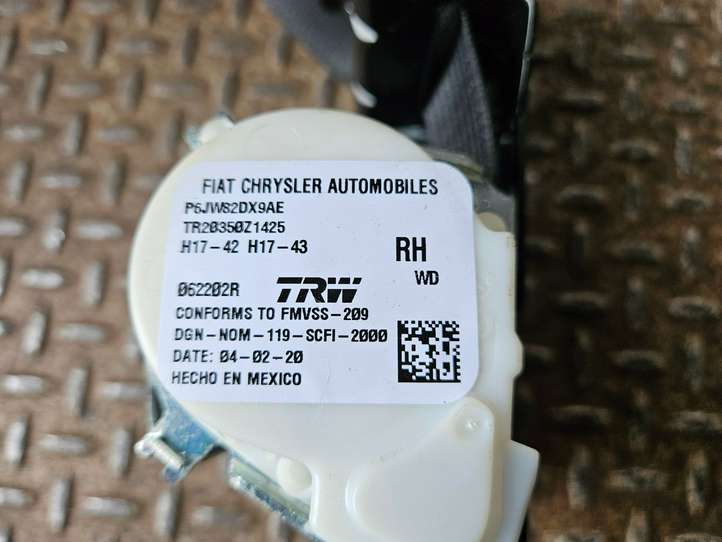 FIAT CHRYSLER AUTOMOBILES
P6JW82DX9AE
TR20350Z1425
H17-42 H17-43
RH
WD
062202R
TRW
CONFORMS TO FMVSS-209
DGN-NOM-119-SCFI-2000
DATE: 04-02-20
HECHO EN MEXICO